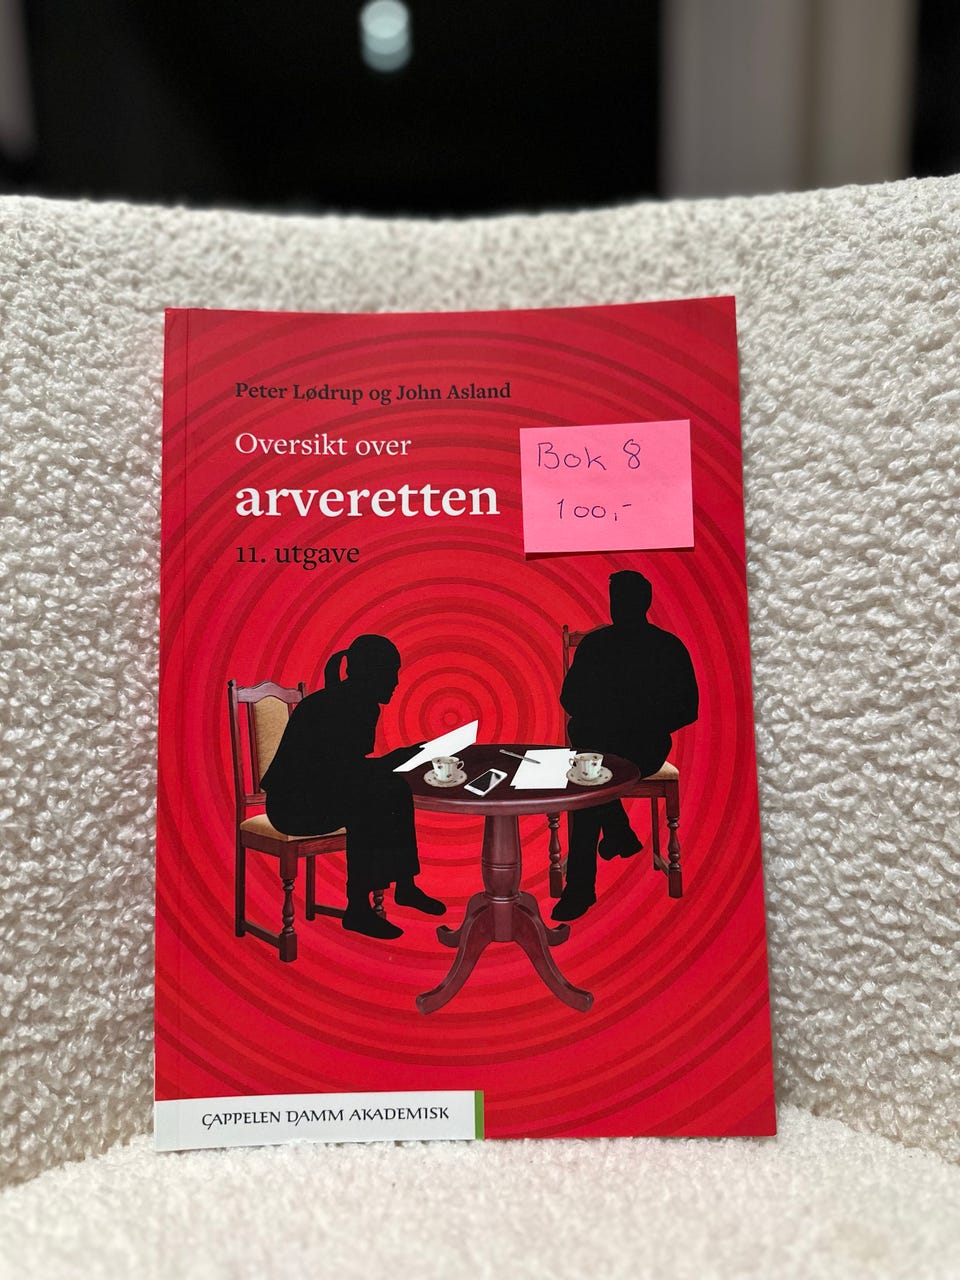 Peter Lødrup og John Asland
Oversikt over
arveretten
11. utgave
Bok 8
100,-
CAPPELEN DAMM AKADEMISK